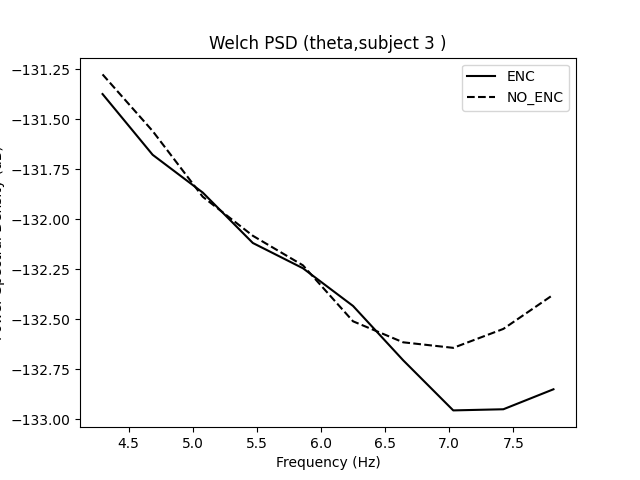 Welch PSD (theta,subject 3 )
ENC
NO_ENC
−131.25
−131.50
−131.75
−132.00
−132.25
−132.50
−132.75
−133.00
4.5 5.0 5.5 6.0 6.5 7.0 7.5
Frequency (Hz)